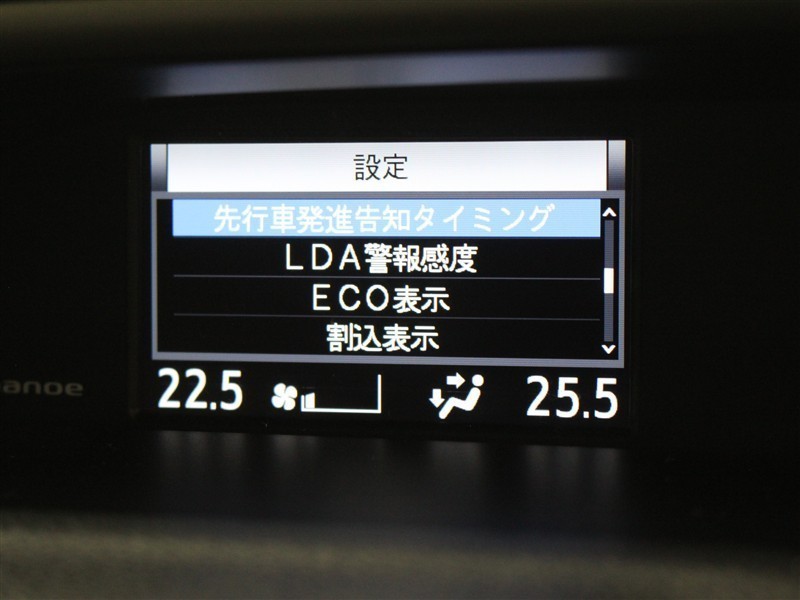 設定
先行車発進告知タイミング
ＬＤＡ警報感度
ＥＣＯ表示
割込表示
22.5 25.5
anoe